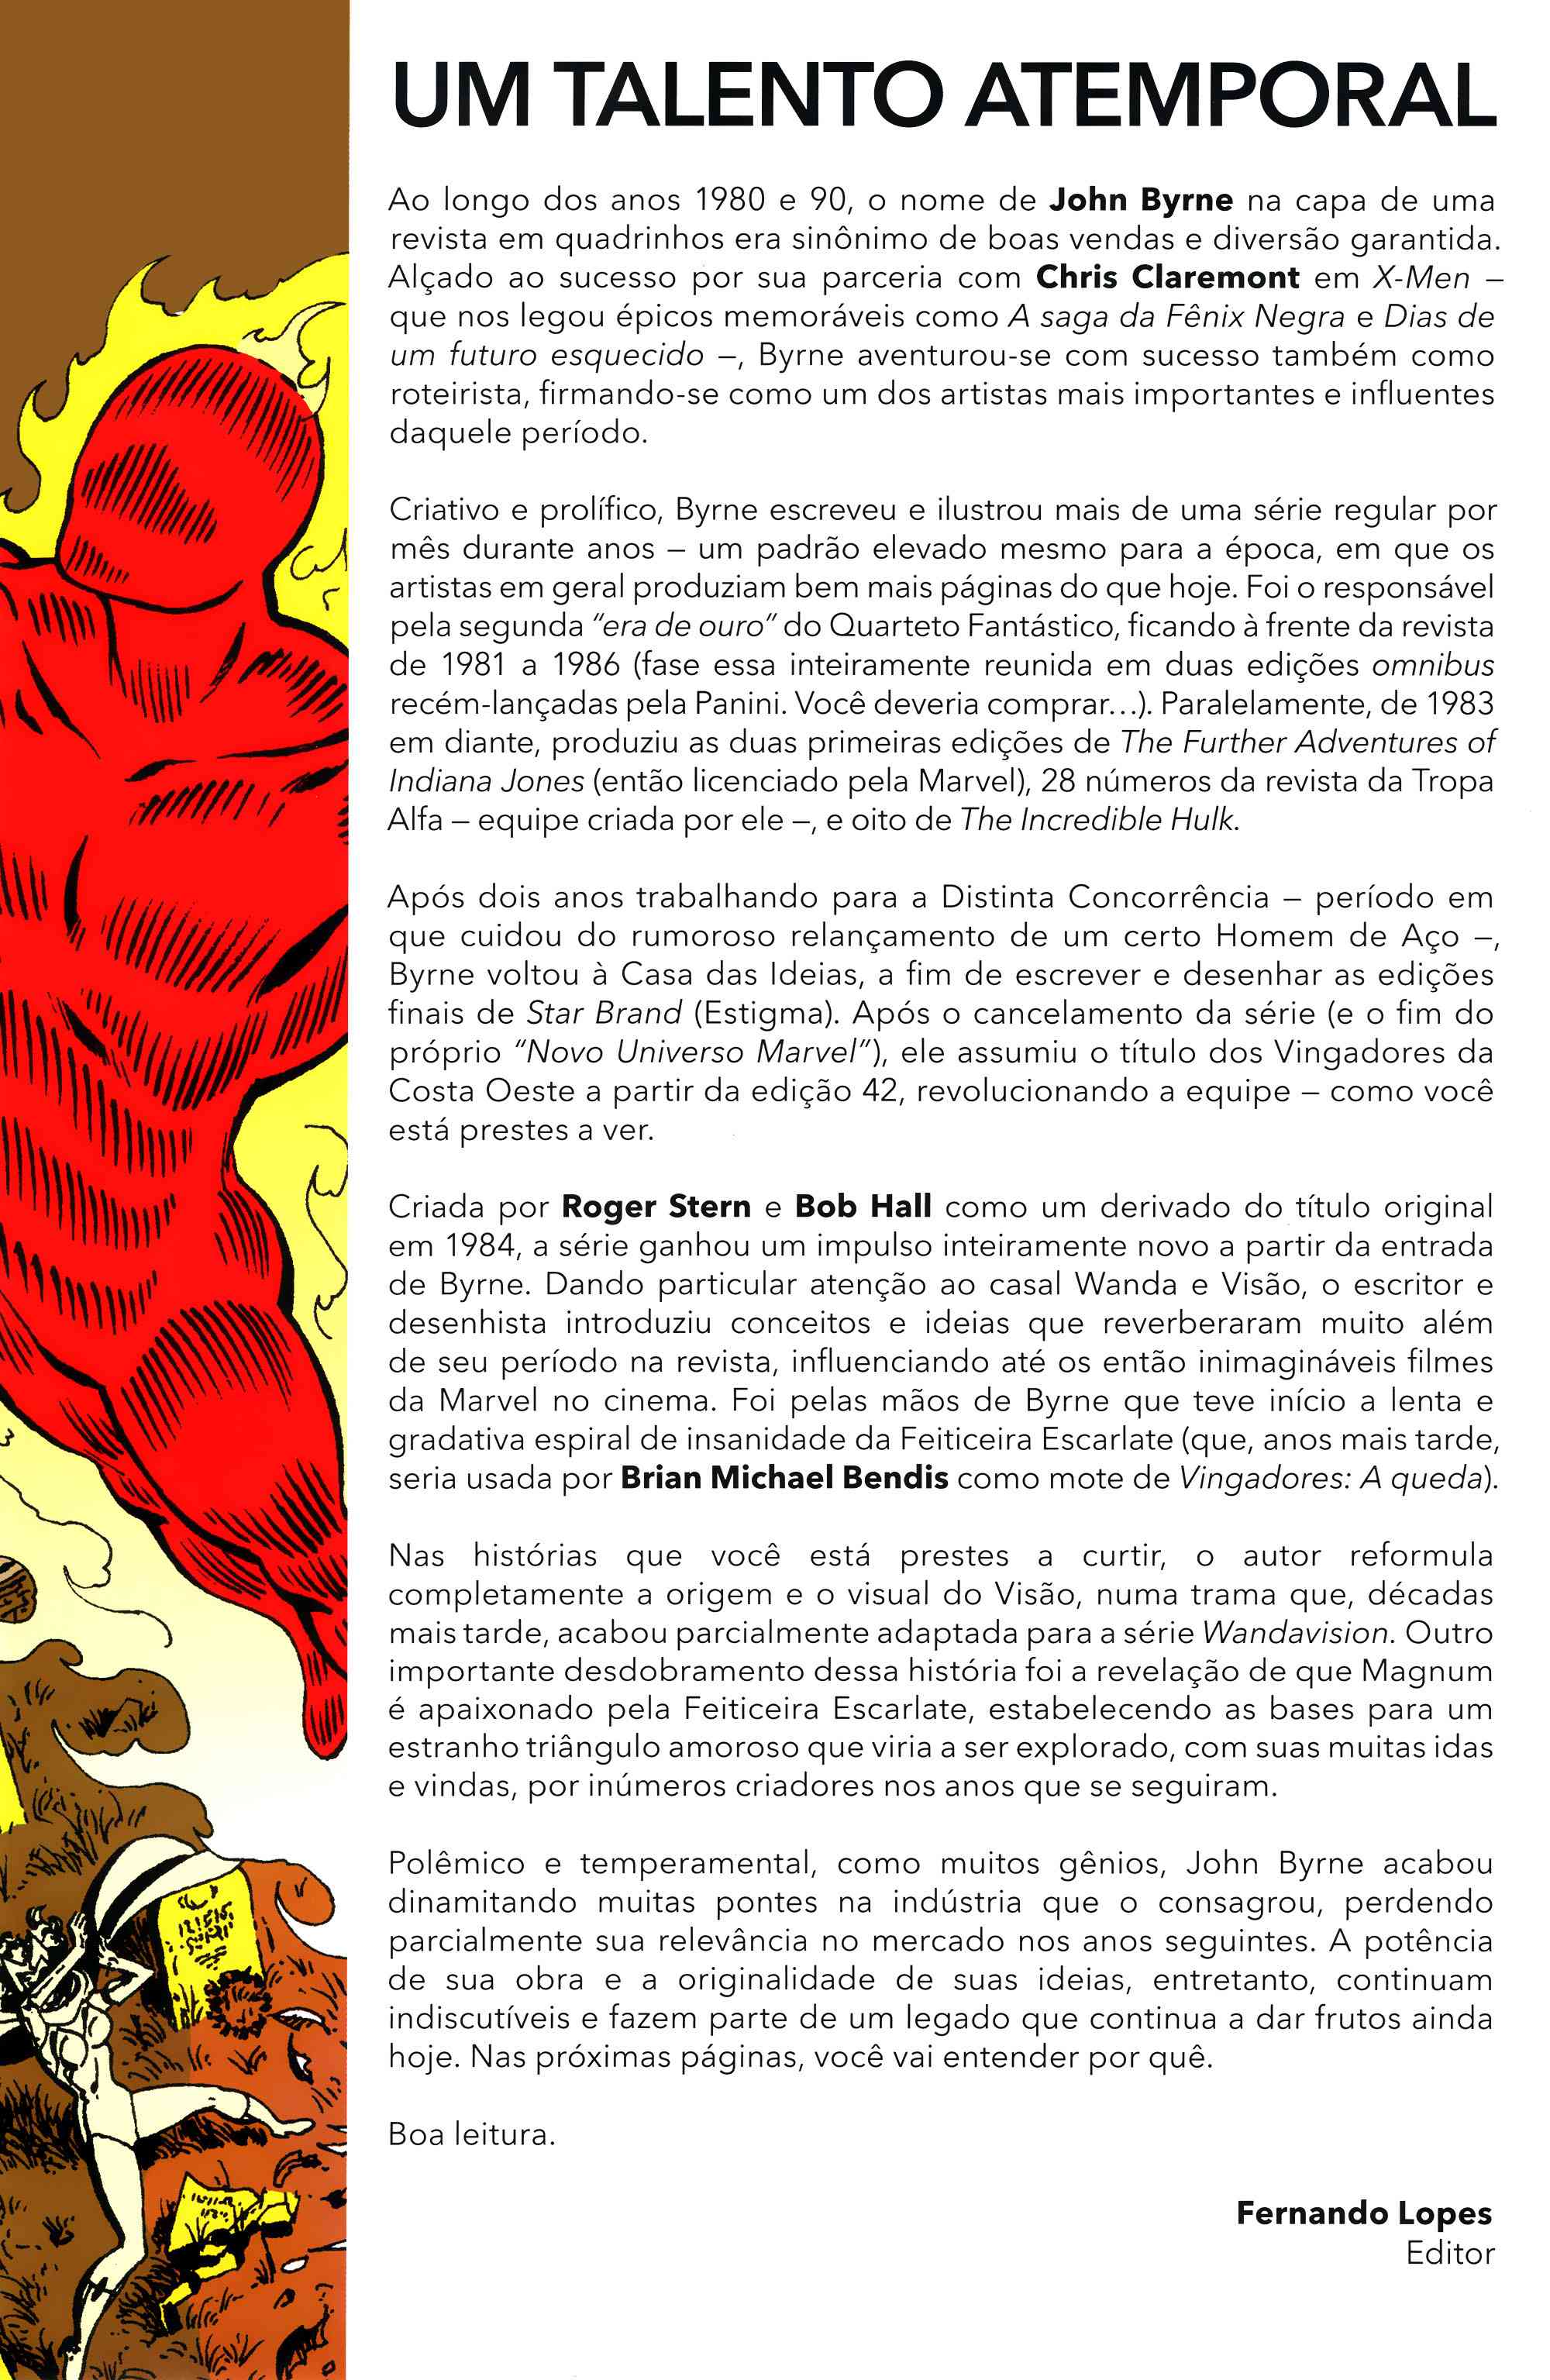 UM TALENTO ATEMPORAL
Ao longo dos anos 1980 e 90, o nome de John Byrne na capa de uma
revista em quadrinhos era sinônimo de boas vendas e diversão garantida.
Alçado ao sucesso por sua parceria com Chris Claremont em X-Men –
que nos legou épicos memoráveis como A saga da Fênix Negra e Dias de
um futuro esquecido –, Byrne aventurou-se com sucesso também como
roteirista, firmando-se como um dos artistas mais importantes e influentes
daquele período.
Criativo e prolífico, Byrne escreveu e ilustrou mais de uma série regular por
mês durante anos – um padrão elevado mesmo para a época, em que os
artistas em geral produziam bem mais páginas do que hoje. Foi o responsável
pela segunda “era de ouro” do Quarteto Fantástico, ficando à frente da revista
de 1981 a 1986 (fase essa inteiramente reunida em duas edições omnibus
recém-lançadas pela Panini. Você deveria comprar...). Paralelamente, de 1983
em diante, produziu as duas primeiras edições de The Further Adventures of
Indiana Jones (então licenciado pela Marvel), 28 números da revista da Tropa
Alfa – equipe criada por ele –, e oito de The Incredible Hulk.
Após dois anos trabalhando para a Distinta Concorrência – período em
que cuidou do rumoroso relançamento de um certo Homem de Aço –,
Byrne voltou à Casa das Ideias, a fim de escrever e desenhar as edições
finais de Star Brand (Estigma). Após o cancelamento da série (e o fim do
próprio “Novo Universo Marvel”), ele assumiu o título dos Vingadores da
Costa Oeste a partir da edição 42, revolucionando a equipe – como você
está prestes a ver.
Criada por Roger Stern e Bob Hall como um derivado do título original
em 1984, a série ganhou um impulso inteiramente novo a partir da entrada
de Byrne. Dando particular atenção ao casal Wanda e Visão, o escritor e
desenhista introduziu conceitos e ideias que reverberaram muito além
de seu período na revista, influenciando até os então inimagináveis filmes
da Marvel no cinema. Foi pelas mãos de Byrne que teve início a lenta e
gradativa espiral de insanidade da Feiticeira Escarlate (que, anos mais tarde,
seria usada por Brian Michael Bendis como mote de Vingadores: A queda).
Nas histórias que você está prestes a curtir, o autor reformula
completamente a origem e o visual do Visão, numa trama que, décadas
mais tarde, acabou parcialmente adaptada para a série Wandavision. Outro
importante desdobramento dessa história foi a revelação de que Magnum
é apaixonado pela Feiticeira Escarlate, estabelecendo as bases para um
estranho triângulo amoroso que viria a ser explorado, com suas muitas idas
e vindas, por inúmeros criadores nos anos que se seguiram.
Polêmico e temperamental, como muitos gênios, John Byrne acabou
dinamitando muitas pontes na indústria que o consagrou, perdendo
parcialmente sua relevância no mercado nos anos seguintes. A potência
de sua obra e a originalidade de suas ideias, entretanto, continuam
indiscutíveis e fazem parte de um legado que continua a dar frutos ainda
hoje. Nas próximas páginas, você vai entender por quê.
Boa leitura.
Fernando Lopes
Editor